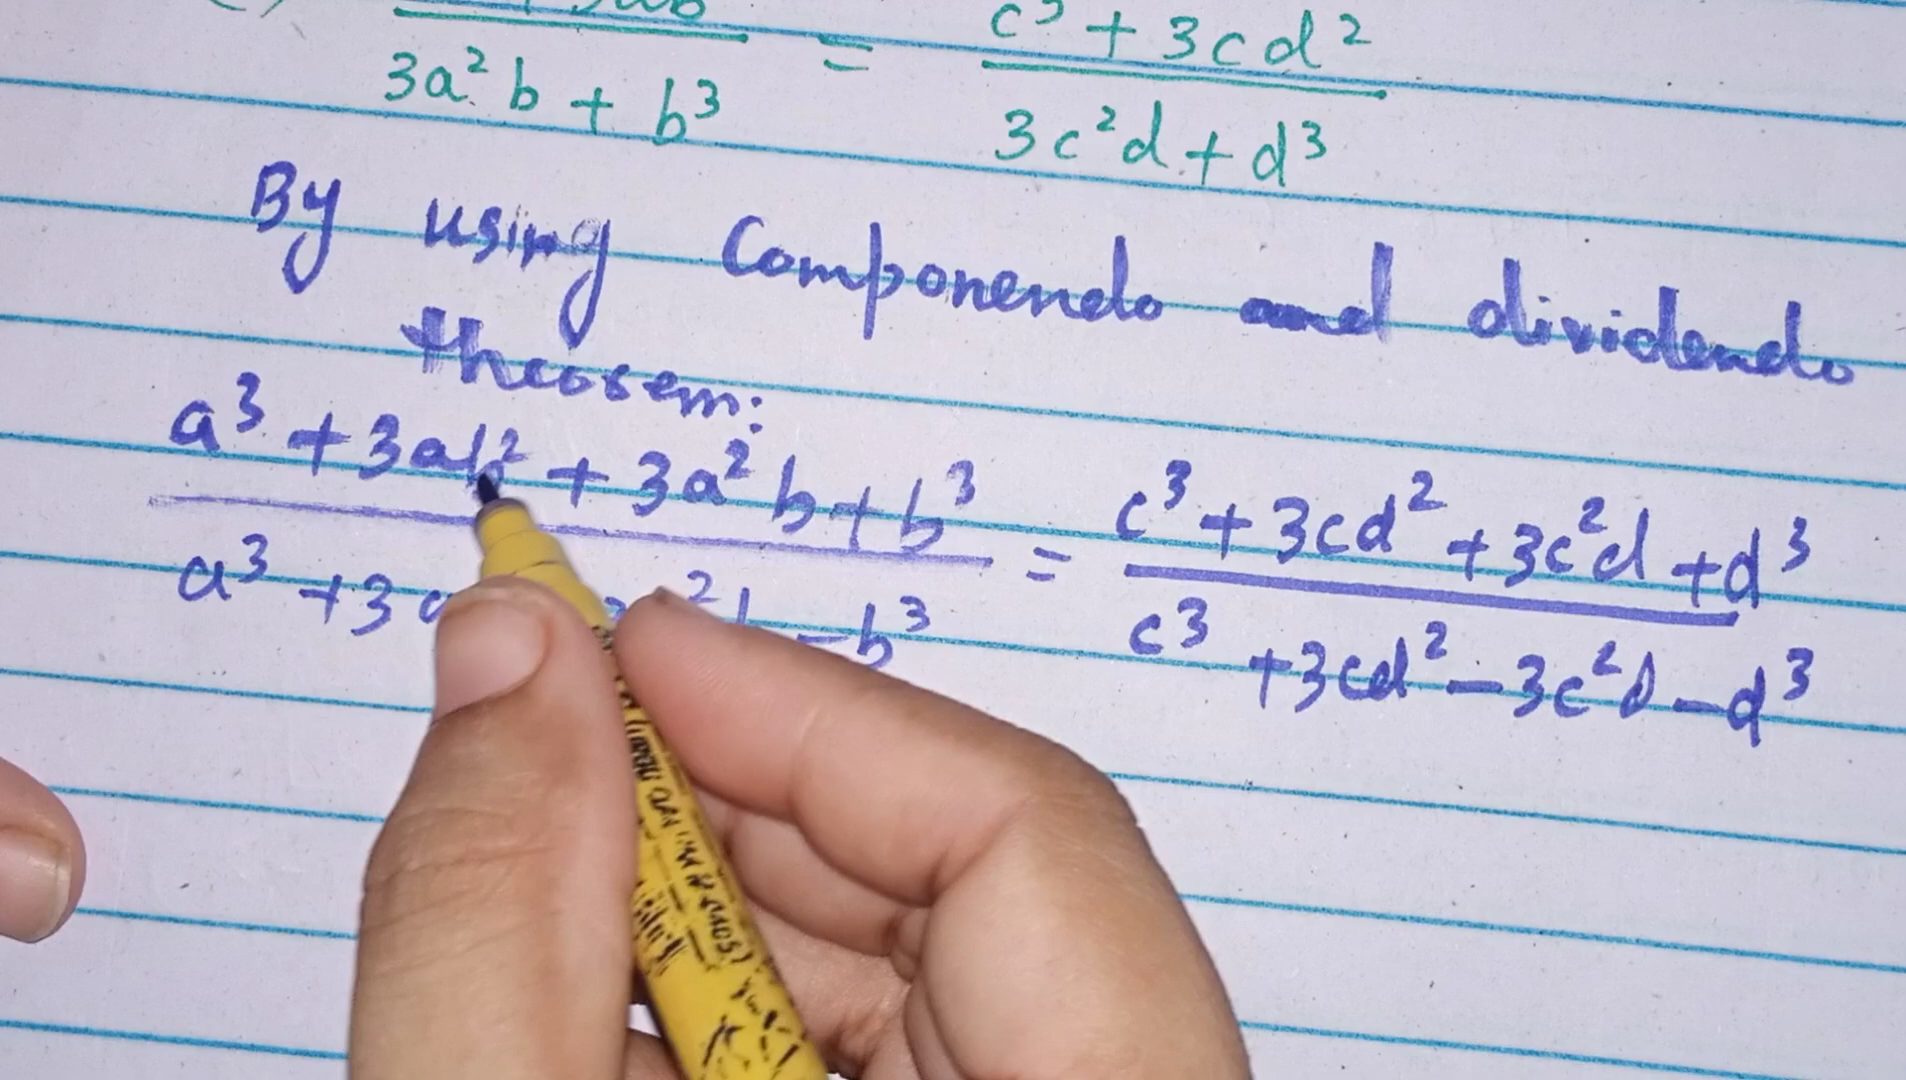 3ab = c³ + 3cd²
3a²b + b³ 3c²d + d³
By using Componendo and dividendo
theorem:
a³ + 3ab² + 3a²b + b³ = c³ + 3cd² + 3c²d + d³
a³ + 3 - b³ c³ + 3cd² - 3c²d - d³